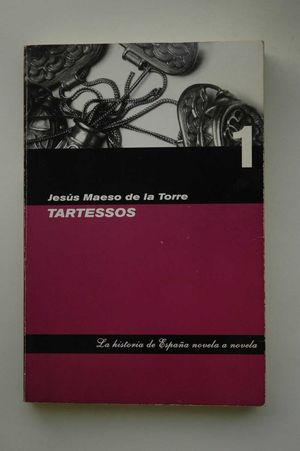 1
Jesús Maeso de la Torre
TARTESSOS
La historia de España novela a novela